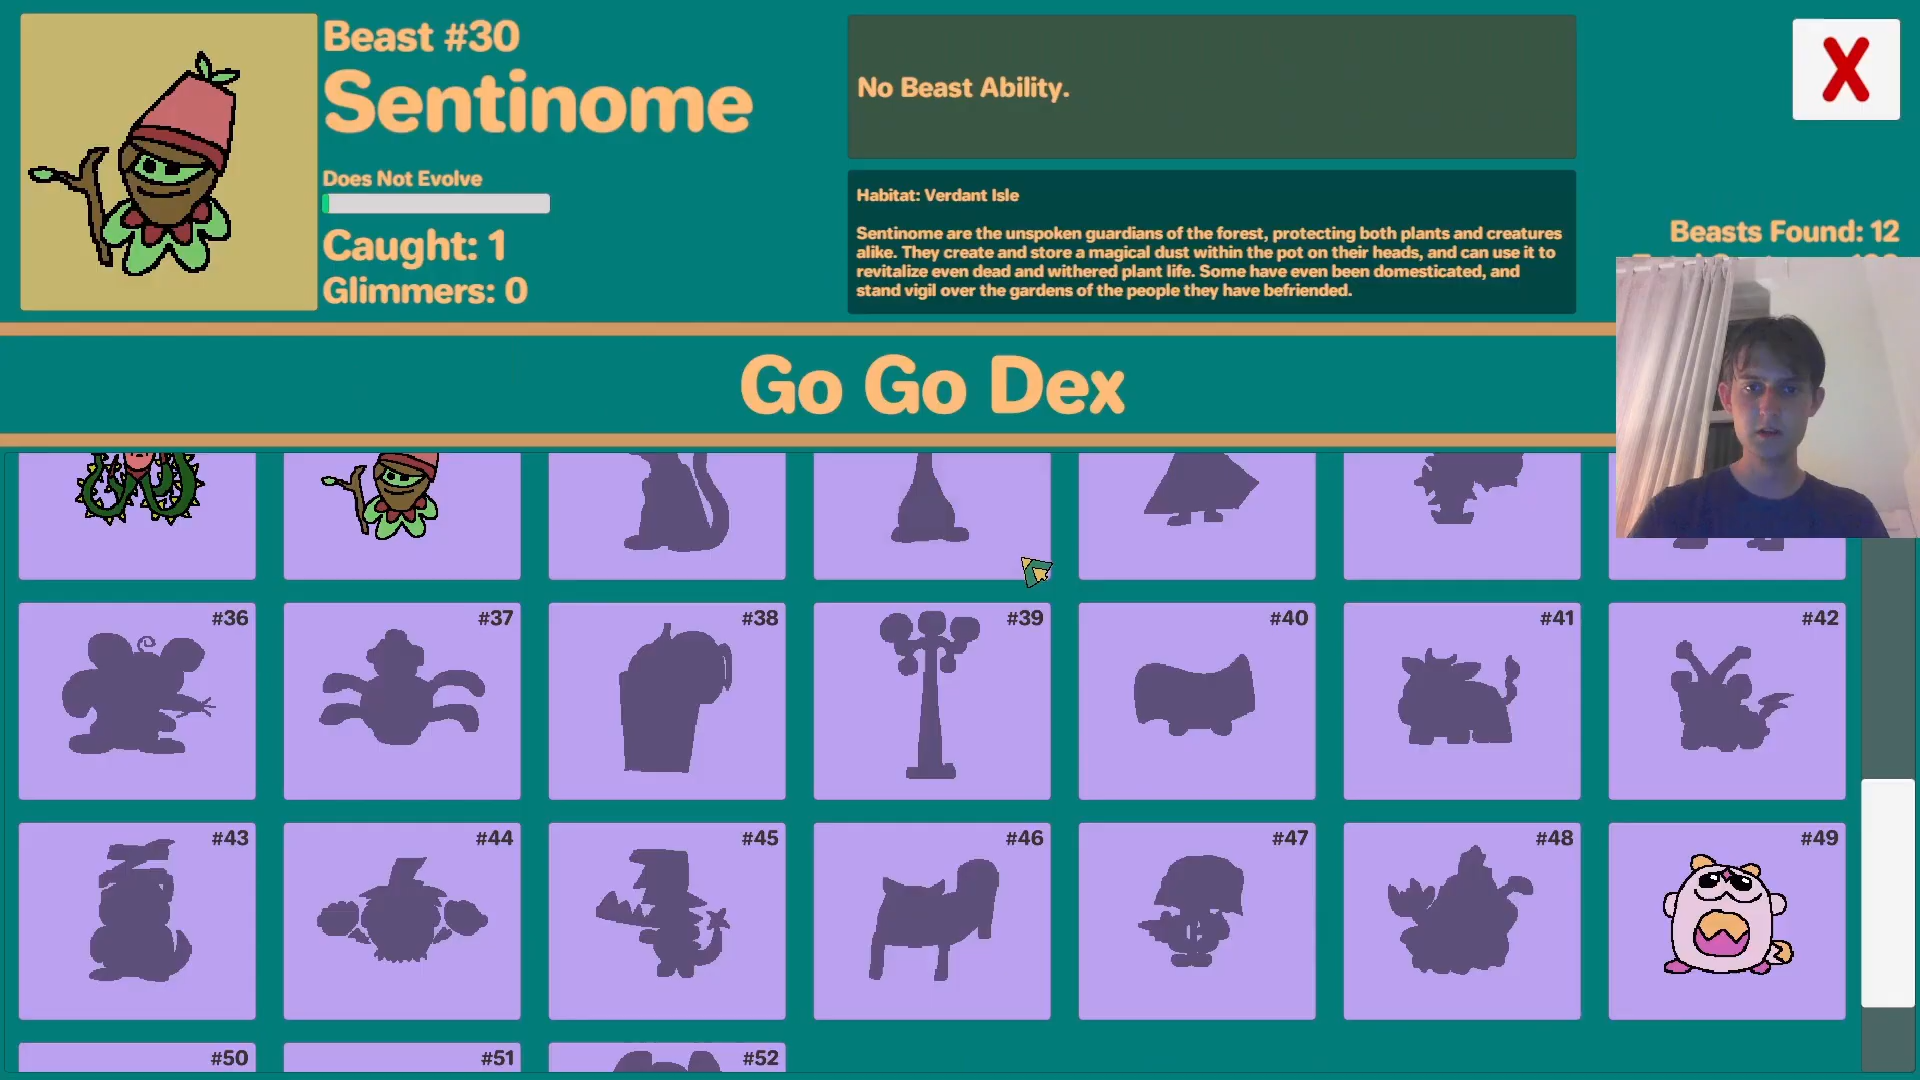 Beast #30
Sentinome
Does Not Evolve
Caught: 1
Glimmers: 0
No Beast Ability.
Habitat: Verdant Isle
Sentinome are the unspoken guardians of the forest, protecting both plants and creatures
alike. They create and store a magical dust within the pot on their heads, and can use it to
revitalize even dead and withered plant life. Some have even been domesticated, and
stand vigil over the gardens of the people they have befriended.
X
Beasts Found: 12
Go Go Dex
#36
#37
#38
#39
#40
#41
#42
#43
#44
#45
#46
#47
#48
#49
#50
#51
#52